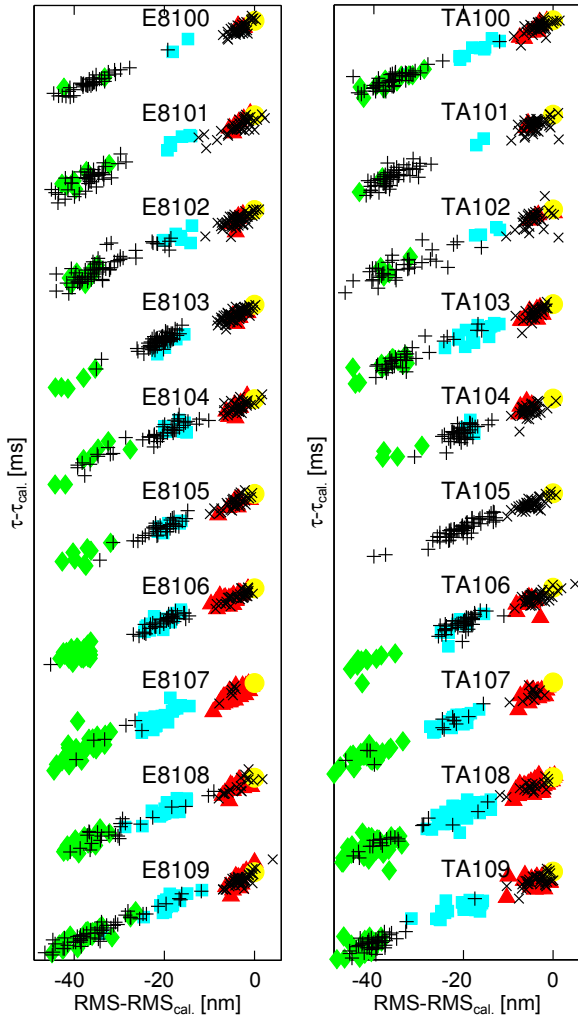 E8100
E8101
E8102
E8103
E8104
E8105
E8106
E8107
E8108
E8109
τ-τcal. [ms]
-40 -20 0
RMS-RMScal. [nm]
TA100
TA101
TA102
TA103
TA104
TA105
TA106
TA107
TA108
TA109
τ-τcal. [ms]
-40 -20 0
RMS-RMScal. [nm]